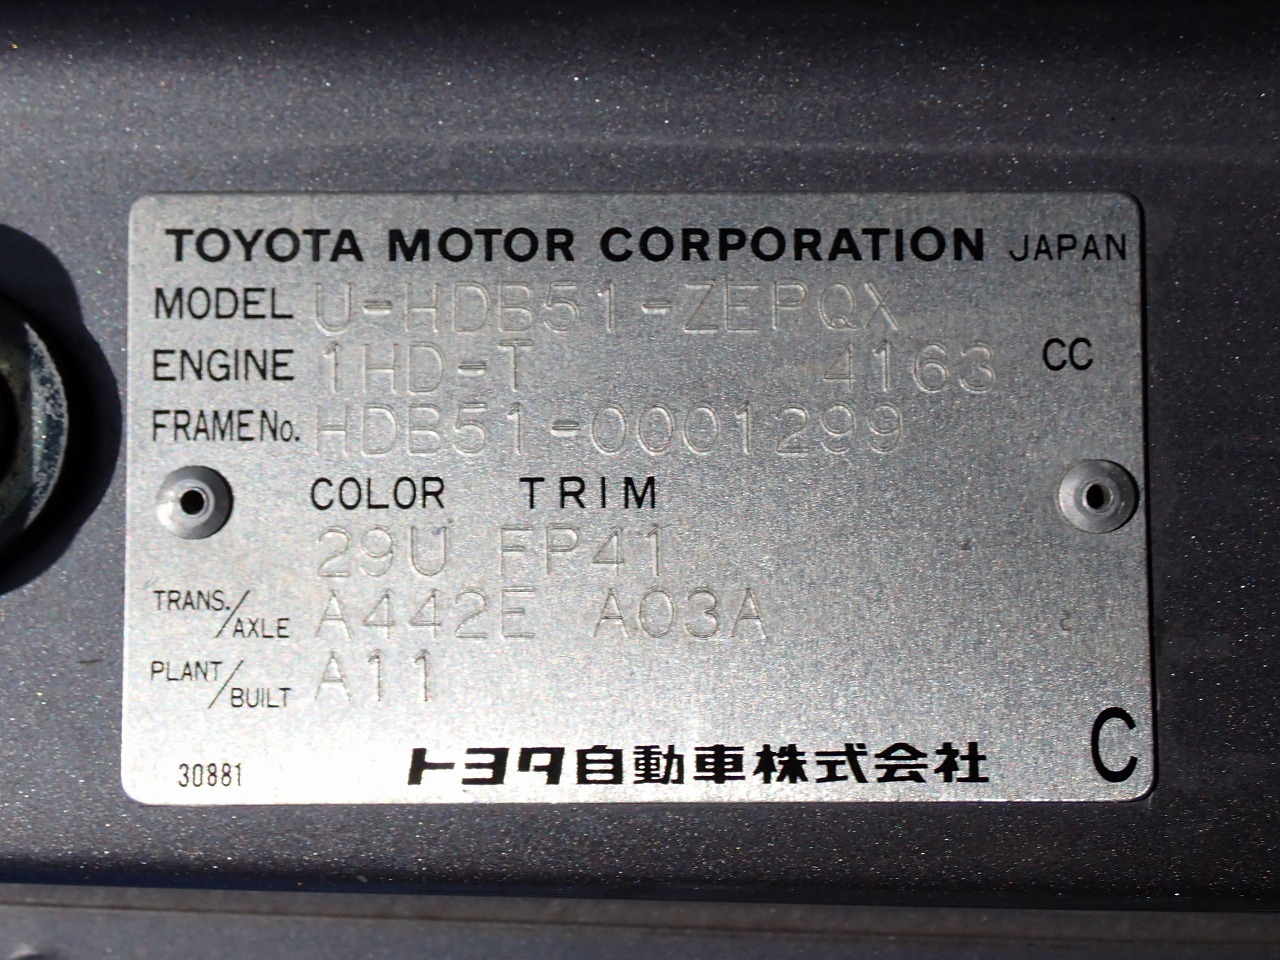 TOYOTA MOTOR CORPORATION JAPAN
MODEL U-HDB51-ZEPQX
ENGINE 1HD-T 4163 CC
FRAME No. HDB51-0001299
COLOR TRIM
29U FP41
TRANS./AXLE A442E A03A
PLANT/BUILT A11
30881 トヨタ自動車株式会社 C